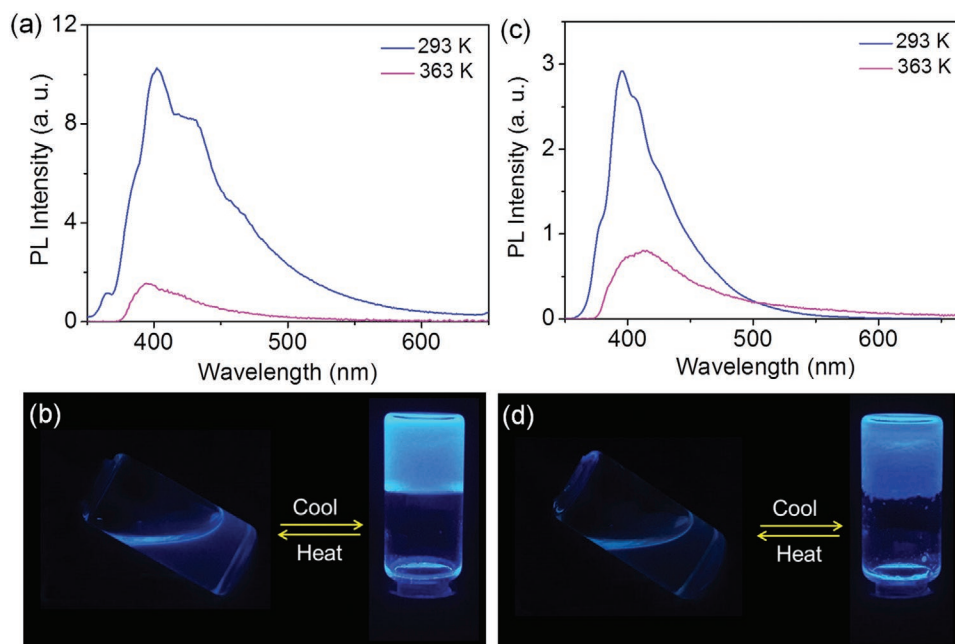 (a)
12
8
4
0
PL Intensity (a. u.)
293 K
363 K
400
500
600
Wavelength (nm)
(c)
3
2
1
0
PL Intensity (a. u.)
293 K
363 K
400
500
600
Wavelength (nm)
(b)
Cool
Heat
(d)
Cool
Heat